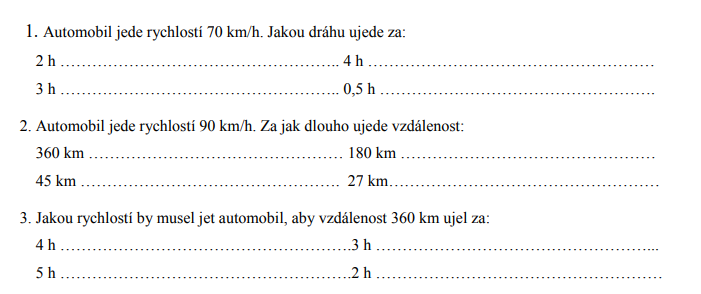 1. Automobil jede rychlostí 70 km/h. Jakou dráhu ujede za:
2 h ……………………………………………….. 4 h …………………………………………………
3 h ……………………………………………….. 0,5 h ………………………………………………
2. Automobil jede rychlostí 90 km/h. Za jak dlouho ujede vzdálenost:
360 km ………………………………………… 180 km …………………………………………
45 km ………………………………………… 27 km……………………………………………
3. Jakou rychlostí by musel jet automobil, aby vzdálenost 360 km ujel za:
4 h ……………………………………………….3 h ………………………………………………...
5 h ……………………………………………….2 h …………………………………………………